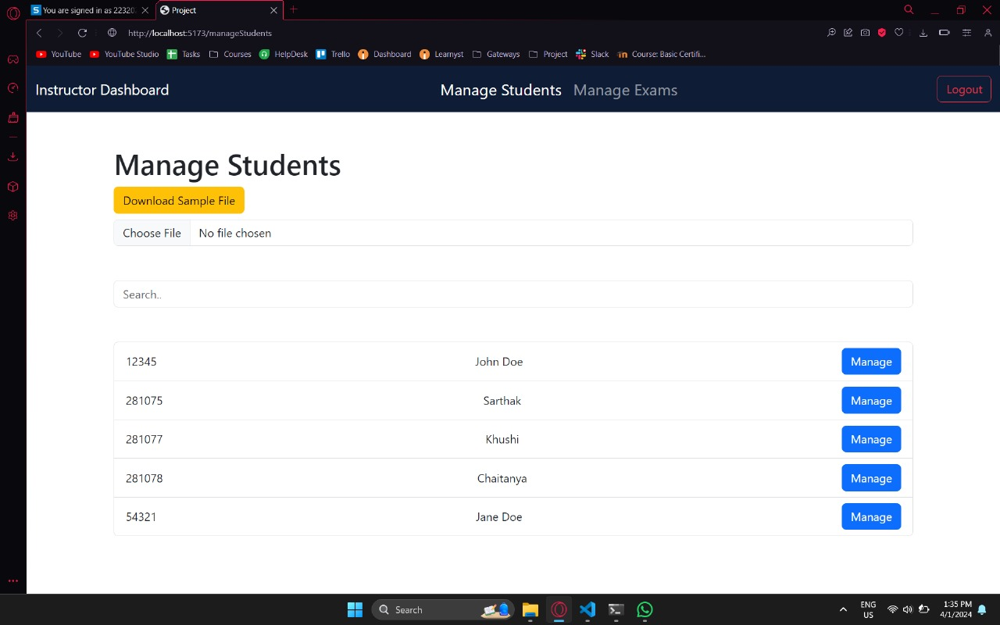 You are signed in as 22320
Project
http://localhost:5173/manageStudents
YouTube YouTube Studio Tasks Courses HelpDesk Trello Dashboard Learnyst Gateways Project Slack Course: Basic Certifi...
Instructor Dashboard Manage Students Manage Exams Logout
Manage Students
Download Sample File
Choose File No file chosen
Search..
12345 John Doe Manage
281075 Sarthak Manage
281077 Khushi Manage
281078 Chaitanya Manage
54321 Jane Doe Manage
Search
ENG
US
1:35 PM
4/1/2024